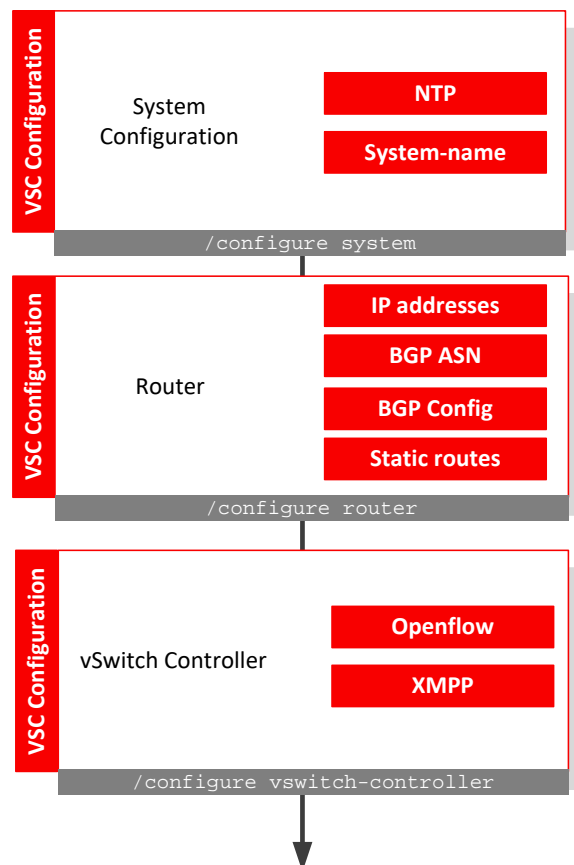 VSC Configuration
System
Configuration
NTP
System-name
/configure system
VSC Configuration
Router
IP addresses
BGP ASN
BGP Config
Static routes
/configure router
VSC Configuration
vSwitch Controller
Openflow
XMPP
/configure vswitch-controller